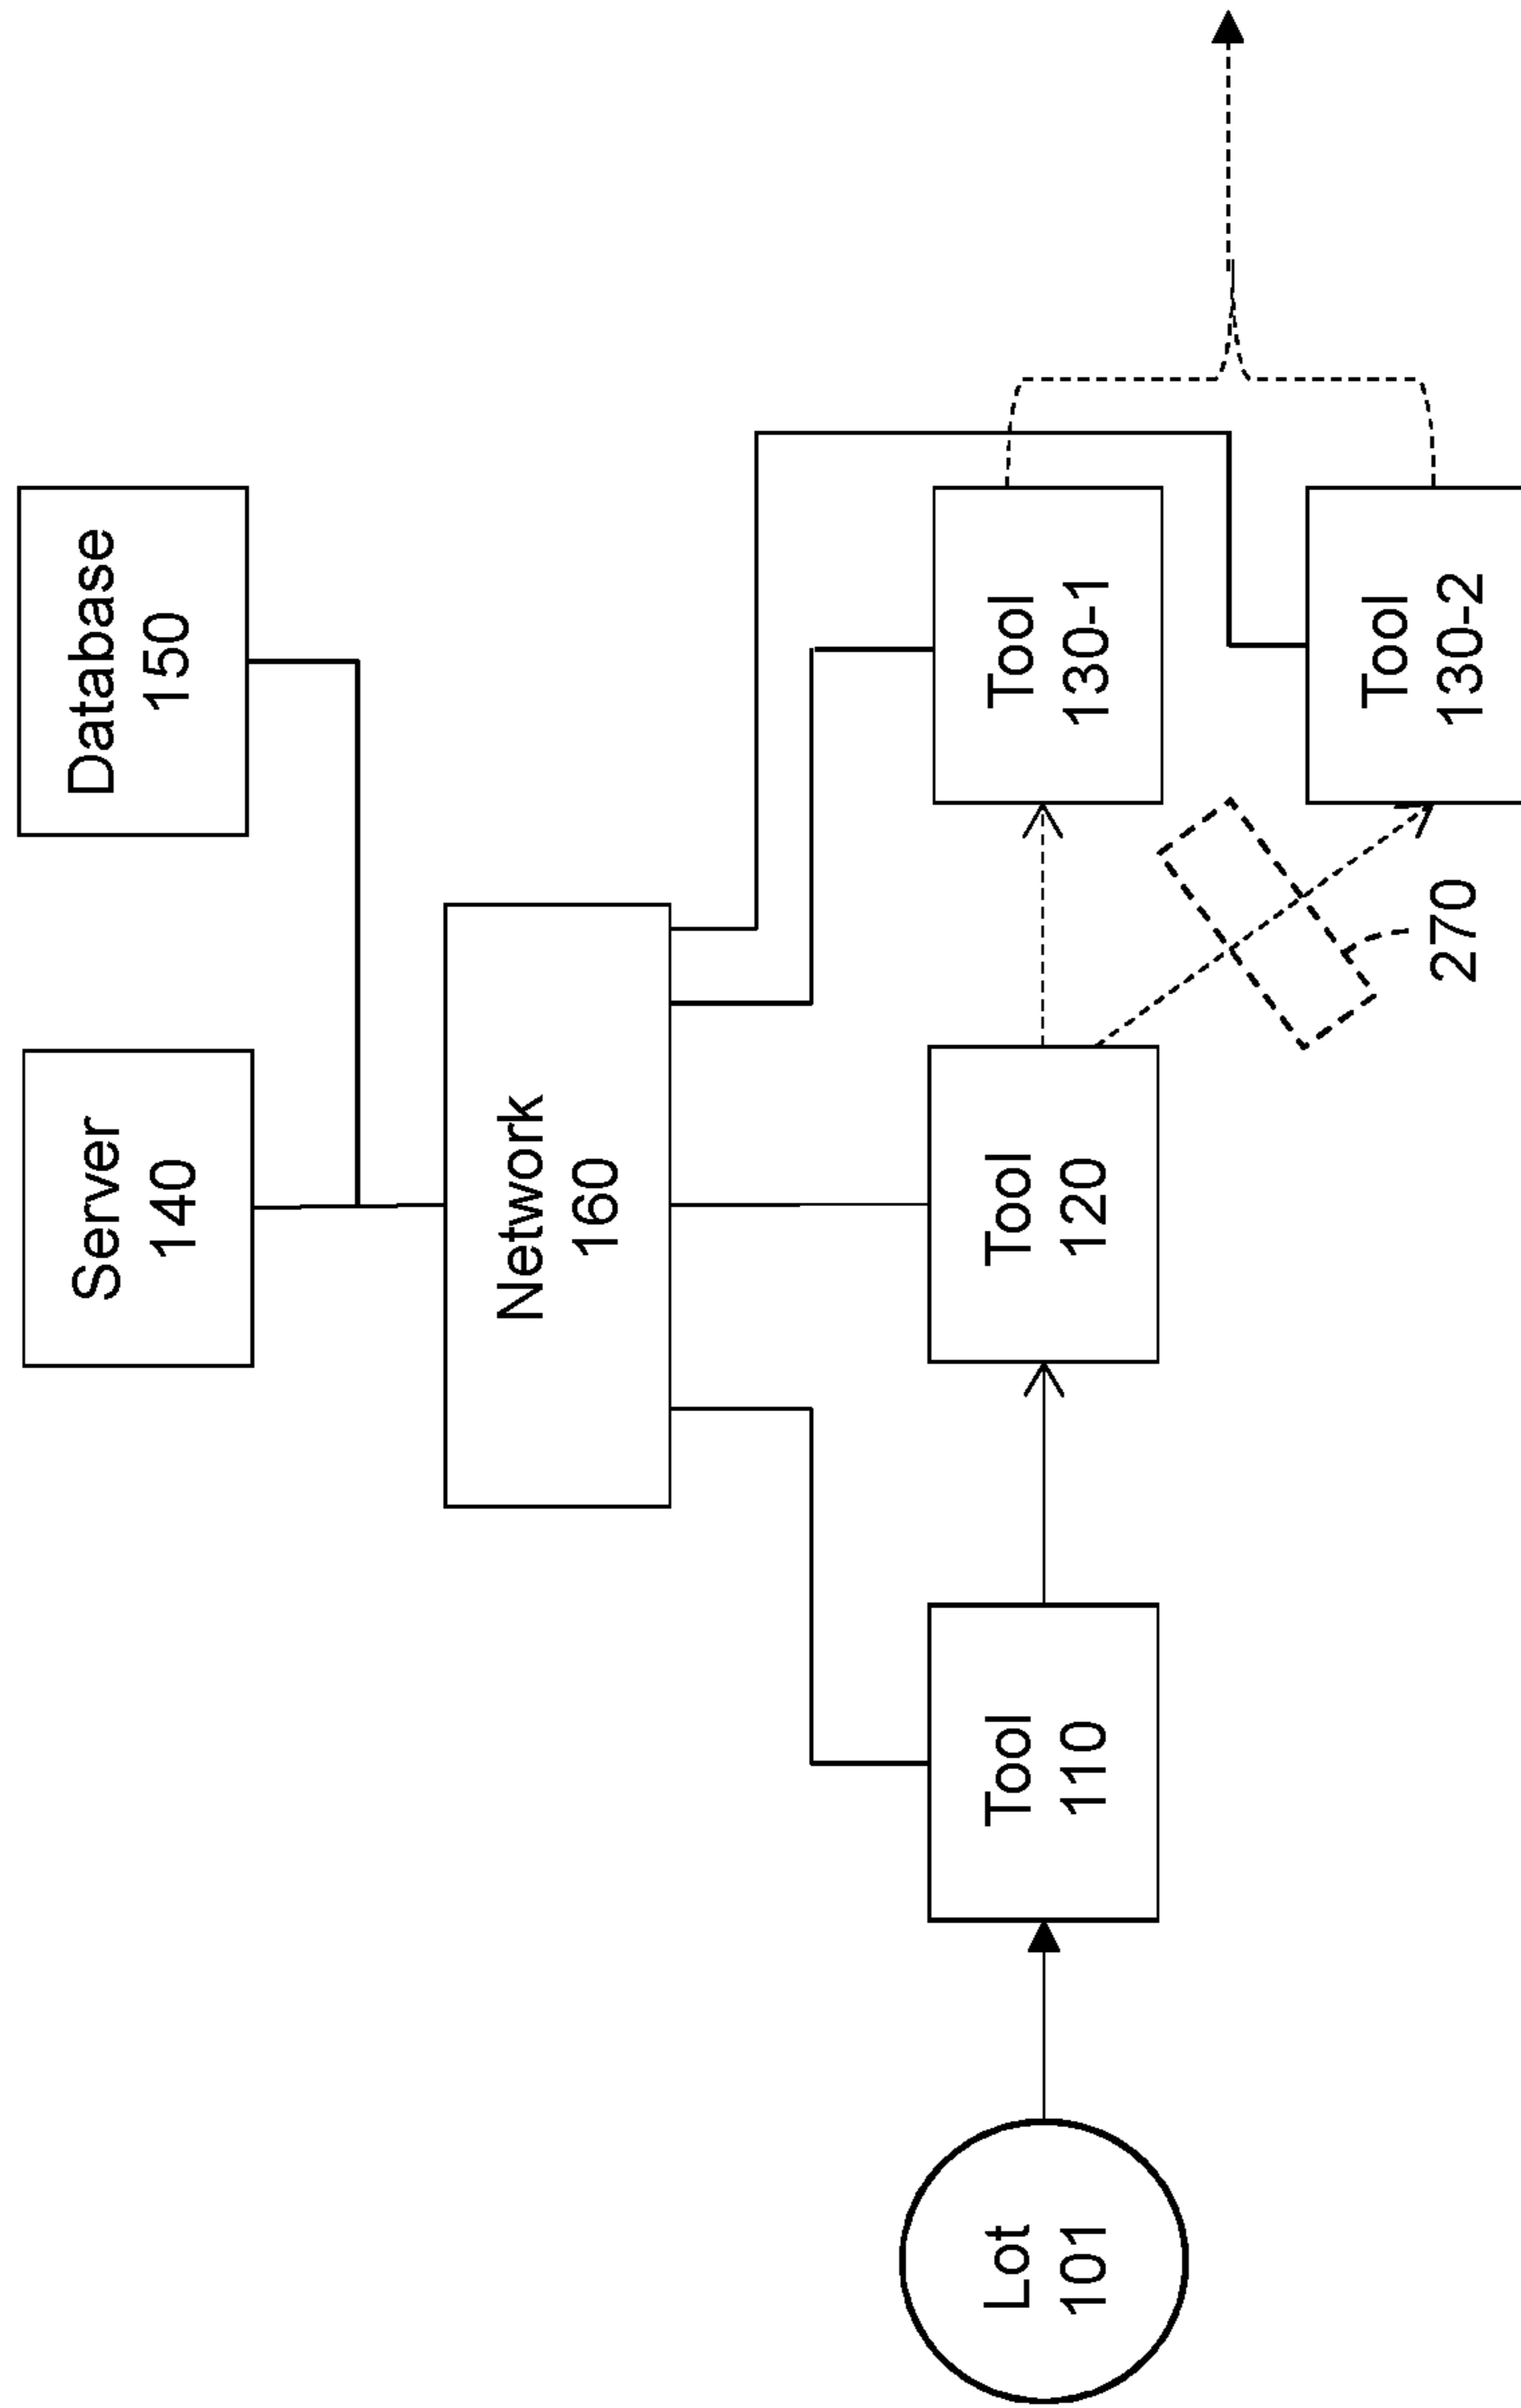 Server
140
Database
150
Network
160
Lot
101
Tool
110
Tool
120
Tool
130-1
Tool
130-2
270